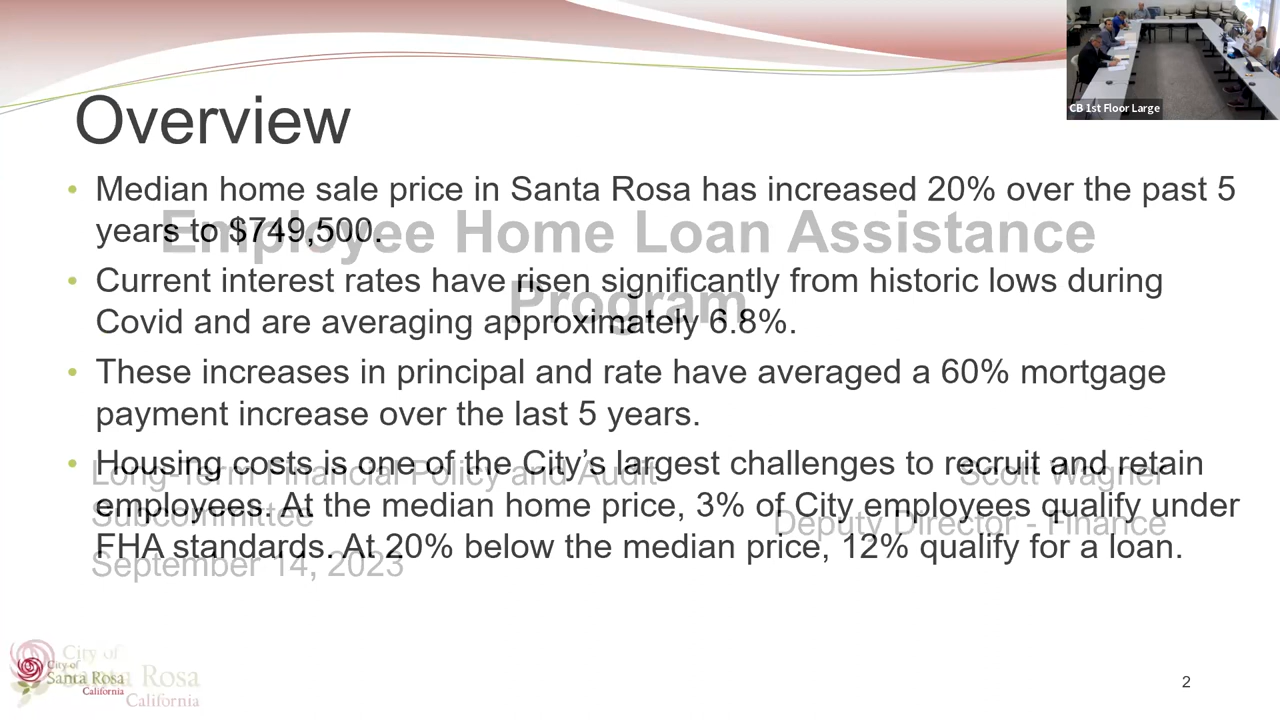 CB 1st Floor Large
Overview
• Median home sale price in Santa Rosa has increased 20% over the past 5
years to $749,500.
Employee Home Loan Assistance
Program
• Current interest rates have risen significantly from historic lows during
Covid and are averaging approximately 6.8%.
• These increases in principal and rate have averaged a 60% mortgage
payment increase over the last 5 years.
• Housing costs is one of the City’s largest challenges to recruit and retain
employees. At the median home price, 3% of City employees qualify under
FHA standards. At 20% below the median price, 12% qualify for a loan.
Long-Term Financial Policy and Audit
Subcommittee
September 14, 2023
Scott Wagner
Deputy Director - Finance
City of
Santa Rosa
California
City of
Santa Rosa
California
2